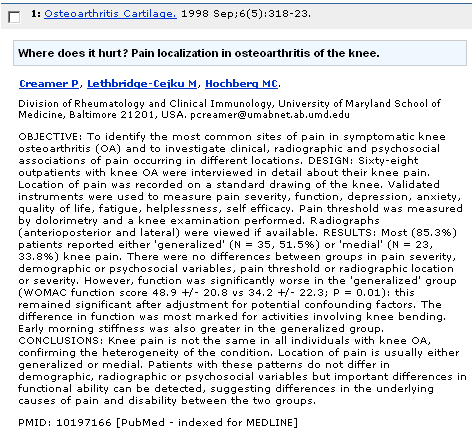 1: Osteoarthritis Cartilage. 1998 Sep;6(5):318-23.
Where does it hurt? Pain localization in osteoarthritis of the knee.
Creamer P, Lethbridge-Cejku M, Hochberg MC.
Division of Rheumatology and Clinical Immunology, University of Maryland School of
Medicine, Baltimore 21201, USA. pcreamer@umabnet.ab.umd.edu
OBJECTIVE: To identify the most common sites of pain in symptomatic knee
osteoarthritis (OA) and to investigate clinical, radiographic and psychosocial
associations of pain occurring in different locations. DESIGN: Sixty-eight
outpatients with knee OA were interviewed in detail about their knee pain.
Location of pain was recorded on a standard drawing of the knee. Validated
instruments were used to measure pain severity, function, depression, anxiety,
quality of life, fatigue, helplessness, self efficacy. Pain threshold was measured
by dolorimetry and a knee examination performed. Radiographs
(anterioposterior and lateral) were viewed if available. RESULTS: Most (85.3%)
patients reported either 'generalized' (N = 35, 51.5%) or 'medial' (N = 23,
33.8%) knee pain. There were no differences between groups in pain severity,
demographic or psychosocial variables, pain threshold or radiographic location
or severity. However, function was significantly worse in the 'generalized' group
(WOMAC function score 48.9 +/- 20.8 vs 34.2 +/- 22.3; P = 0.01): this
remained significant after adjustment for potential confounding factors. The
difference in function was most marked for activities involving knee bending.
Early morning stiffness was also greater in the generalized group.
CONCLUSIONS: Knee pain is not the same in all individuals with knee OA,
confirming the heterogeneity of the condition. Location of pain is usually either
generalized or medial. Patients with these patterns do not differ in
demographic, radiographic or psychosocial variables but important differences in
functional ability can be detected, suggesting differences in the underlying
causes of pain and disability between the two groups.
PMID: 10197166 [PubMed - indexed for MEDLINE]